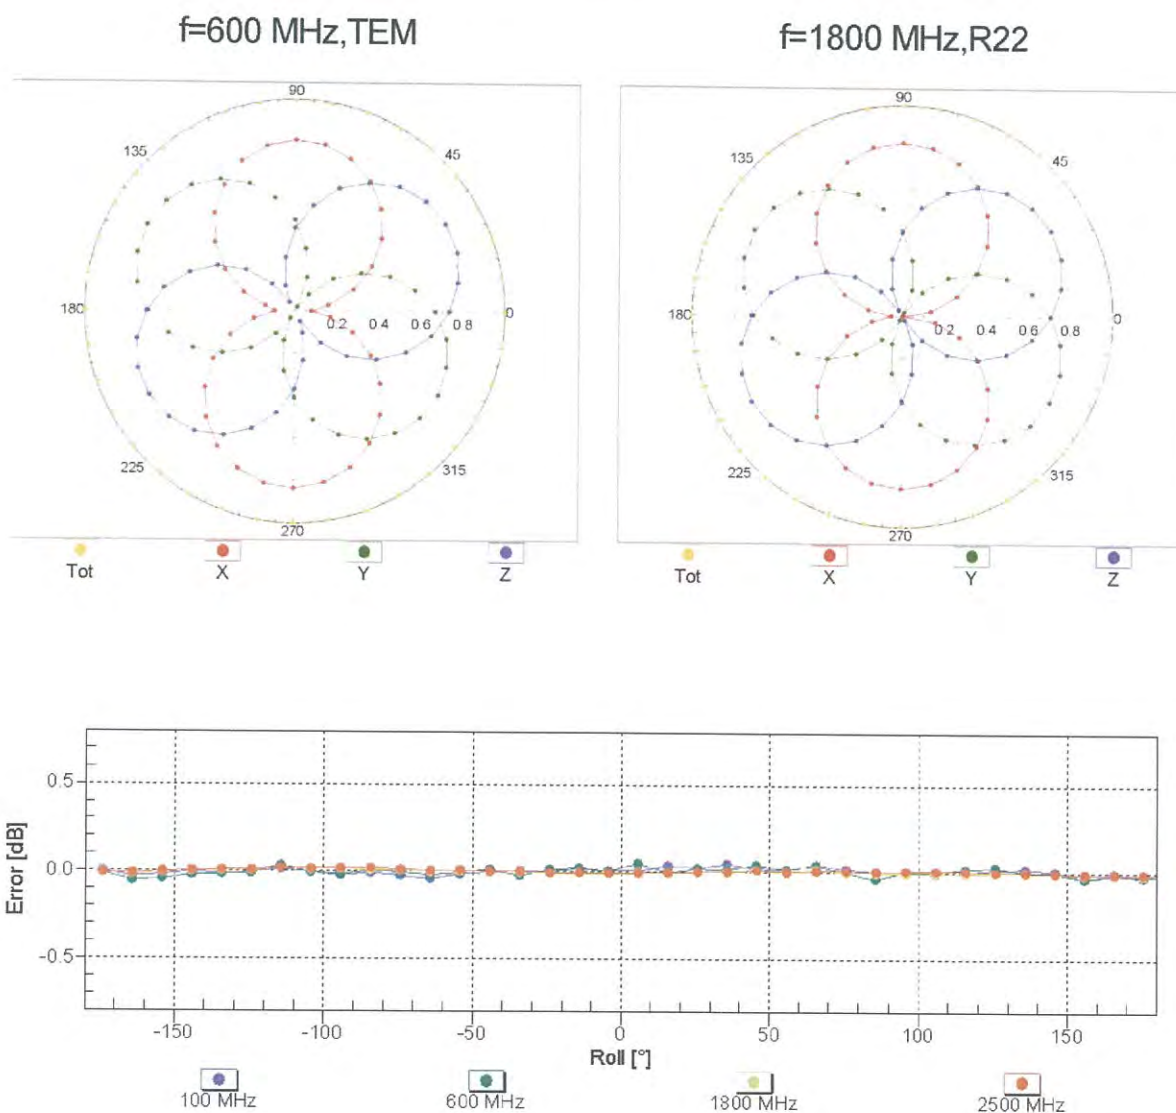 f=600 MHz,TEM
f=1800 MHz,R22
90
135
45
180
0.2 0.4 0.6 0.8
0
225
315
270
Tot
X
Y
Z
90
135
45
180
0.2 0.4 0.6 0.8
0
225
315
270
Tot
X
Y
Z
Error [dB]
0.5
0.0
-0.5
-150
-100
-50
0
50
100
150
Roll [°]
100 MHz
600 MHz
1800 MHz
2500 MHz